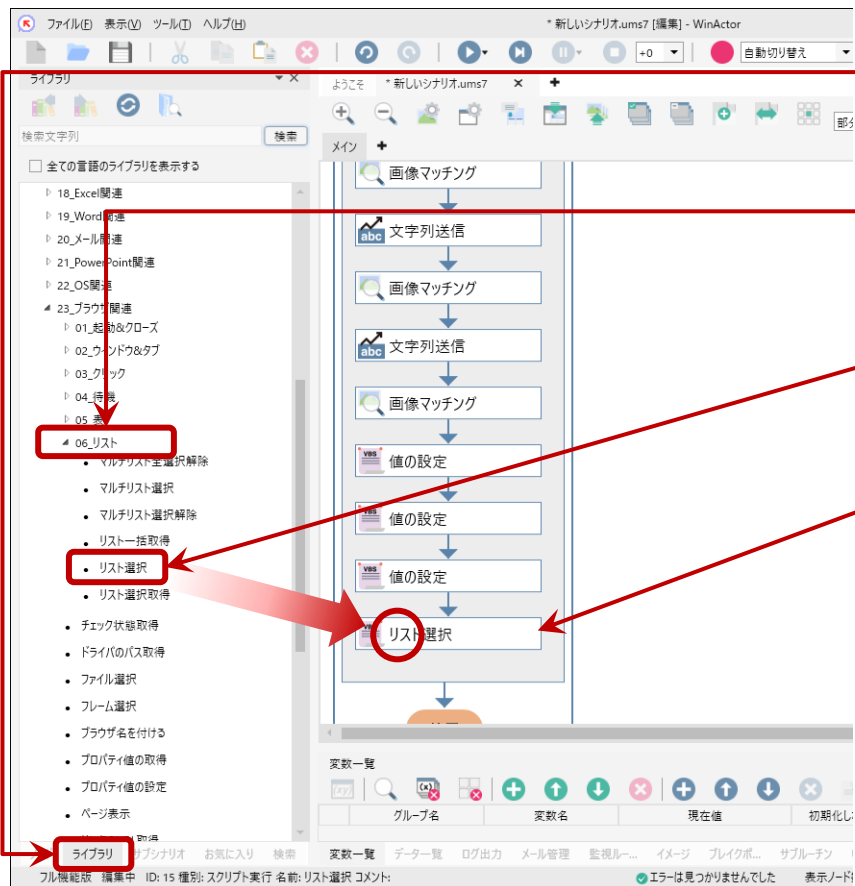 ファイル(F) 表示(V) ツール(T) ヘルプ(H)
* 新しいシナリオ.ums7 [編集] - WinActor
+0
自動切り替え
ライブラリ
ようこそ
* 新しいシナリオ.ums7
検索文字列
検索
部分
メイン
全ての言語のライブラリを表示する
18_Excel関連
19_Word関連
20_メール関連
21_PowerPoint関連
22_OS関連
23_ブラウザ関連
01_起動&クローズ
02_ウィンドウ&タブ
03_クリック
04_待機
05_表
06_リスト
マルチリスト全選択解除
マルチリスト選択
マルチリスト選択解除
リスト一括取得
リスト選択
リスト選択取得
チェック状態取得
ドライバのパス取得
ファイル選択
フレーム選択
ブラウザ名を付ける
プロパティ値の取得
プロパティ値の設定
ページ表示
ライブラリ サブシナリオ お気に入り 検索
画像マッチング
abc 文字列送信
画像マッチング
abc 文字列送信
画像マッチング
VBS 値の設定
VBS 値の設定
VBS 値の設定
リスト選択
変数一覧
グループ名 変数名 現在値 初期化し
変数一覧 データ一覧 ログ出力 メール管理 監視ルー... イメージ ブレイクポ... サブルーチン
フル機能版 編集中 ID: 15 種別: スクリプト実行 名前: リスト選択 コメント:
エラーは見つかりませんでした 表示ノード